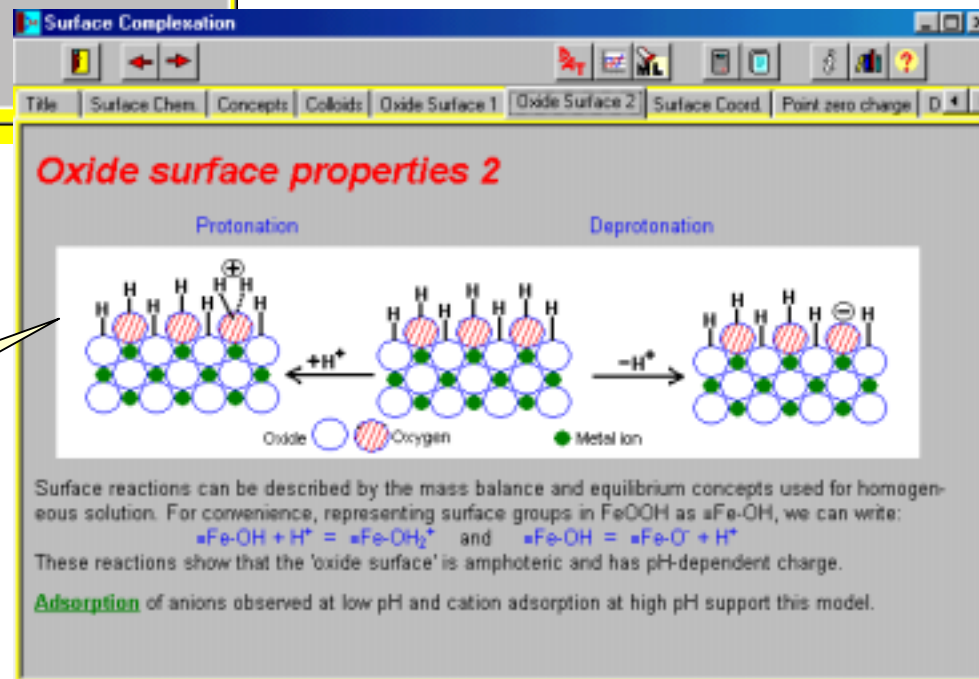 Surface Complexation
Title Surface Chem. Concepts Colloids Oxide Surface 1 Oxide Surface 2 Surface Coord. Point zero charge D
Oxide surface properties 2
Protonation Deprotonation
H H H H H ⊕ H H
H H H H H H H
H H H H ⊖ H
+H⁺ −H⁺
Oxide Oxygen Metal ion
Surface reactions can be described by the mass balance and equilibrium concepts used for homogen-
eous solution. For convenience, representing surface groups in FeOOH as ≡Fe-OH, we can write:
≡Fe-OH + H⁺ = ≡Fe-OH₂⁺ and ≡Fe-OH = ≡Fe-O⁻ + H⁺
These reactions show that the 'oxide surface' is amphoteric and has pH-dependent charge.
Adsorption of anions observed at low pH and cation adsorption at high pH support this model.